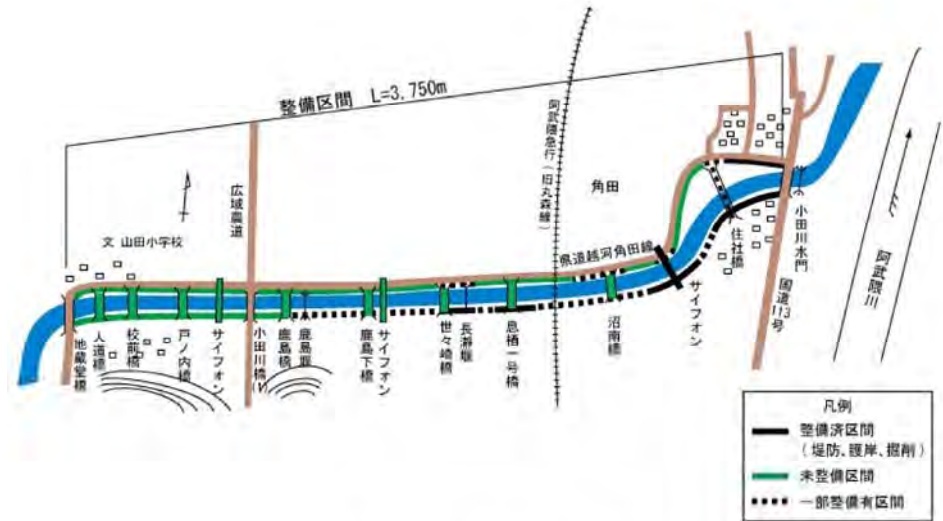 整備区間 L=3.750m
阿武隈急行(旧丸森線)
広域農道
角田
文 山田小学校
県道越河角田線
住社橋
小田川水門
国道113号
阿武隈川
地蔵堂橋
人道橋
校前橋
戸ノ内橋
サイフォン
小田川橋
鹿島橋
鹿島堰
鹿島下橋
サイフォン
世々崎橋
長瀞堰
息栖一号橋
沼南橋
サイフォン
凡例
整備済区間
(堤防、護岸、掘削)
未整備区間
一部整備有区間